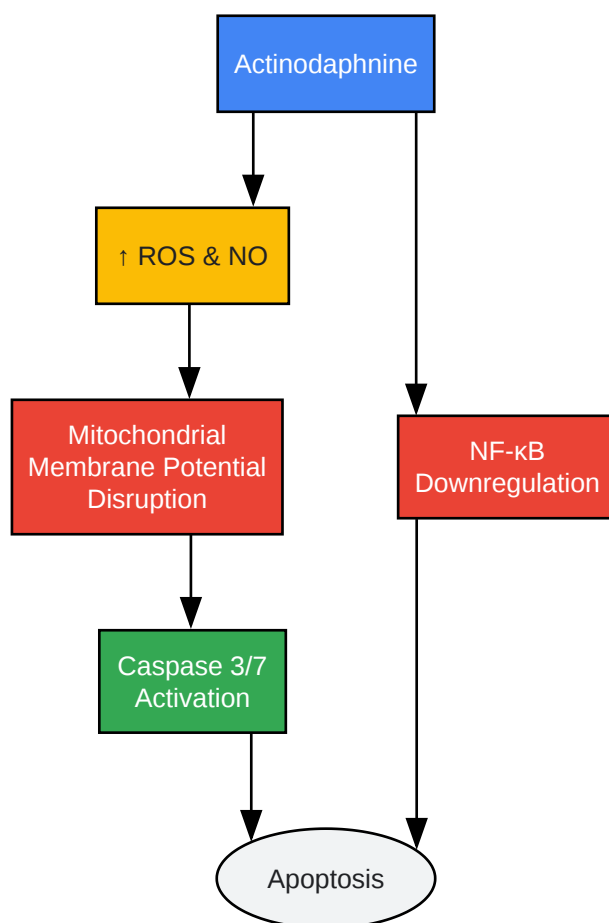 Actinodaphnine
↑ ROS & NO
Mitochondrial
Membrane Potential
Disruption
NF-κB
Downregulation
Caspase 3/7
Activation
Apoptosis